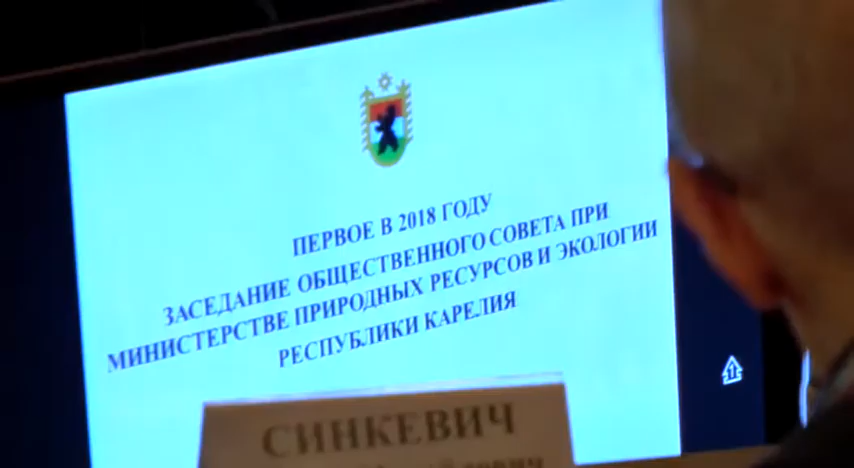 ПЕРВОЕ В 2018 ГОДУ
ЗАСЕДАНИЕ ОБЩЕСТВЕННОГО СОВЕТА ПРИ
МИНИСТЕРСТВЕ ПРИРОДНЫХ РЕСУРСОВ И ЭКОЛОГИИ
РЕСПУБЛИКИ КАРЕЛИЯ
СИНКЕВИЧ